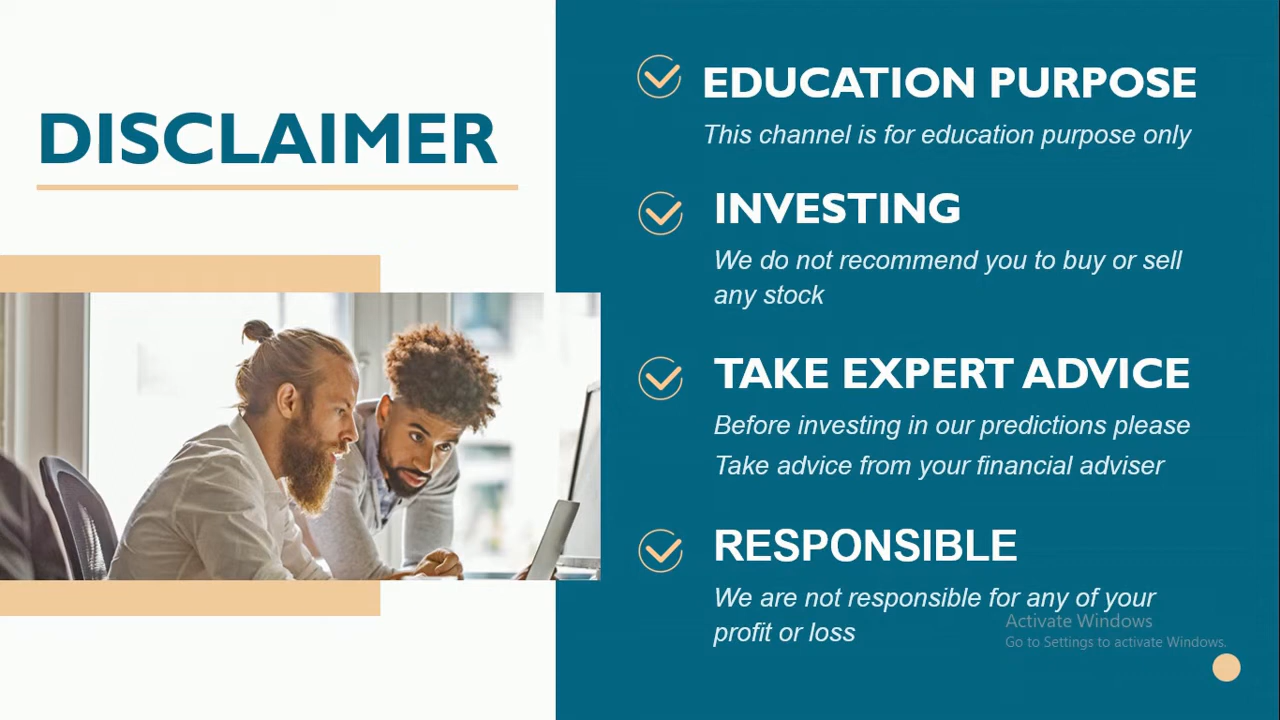 DISCLAIMER
EDUCATION PURPOSE
This channel is for education purpose only
INVESTING
We do not recommend you to buy or sell
any stock
TAKE EXPERT ADVICE
Before investing in our predictions please
Take advice from your financial adviser
RESPONSIBLE
We are not responsible for any of your
profit or loss
Activate Windows
Go to Settings to activate Windows.